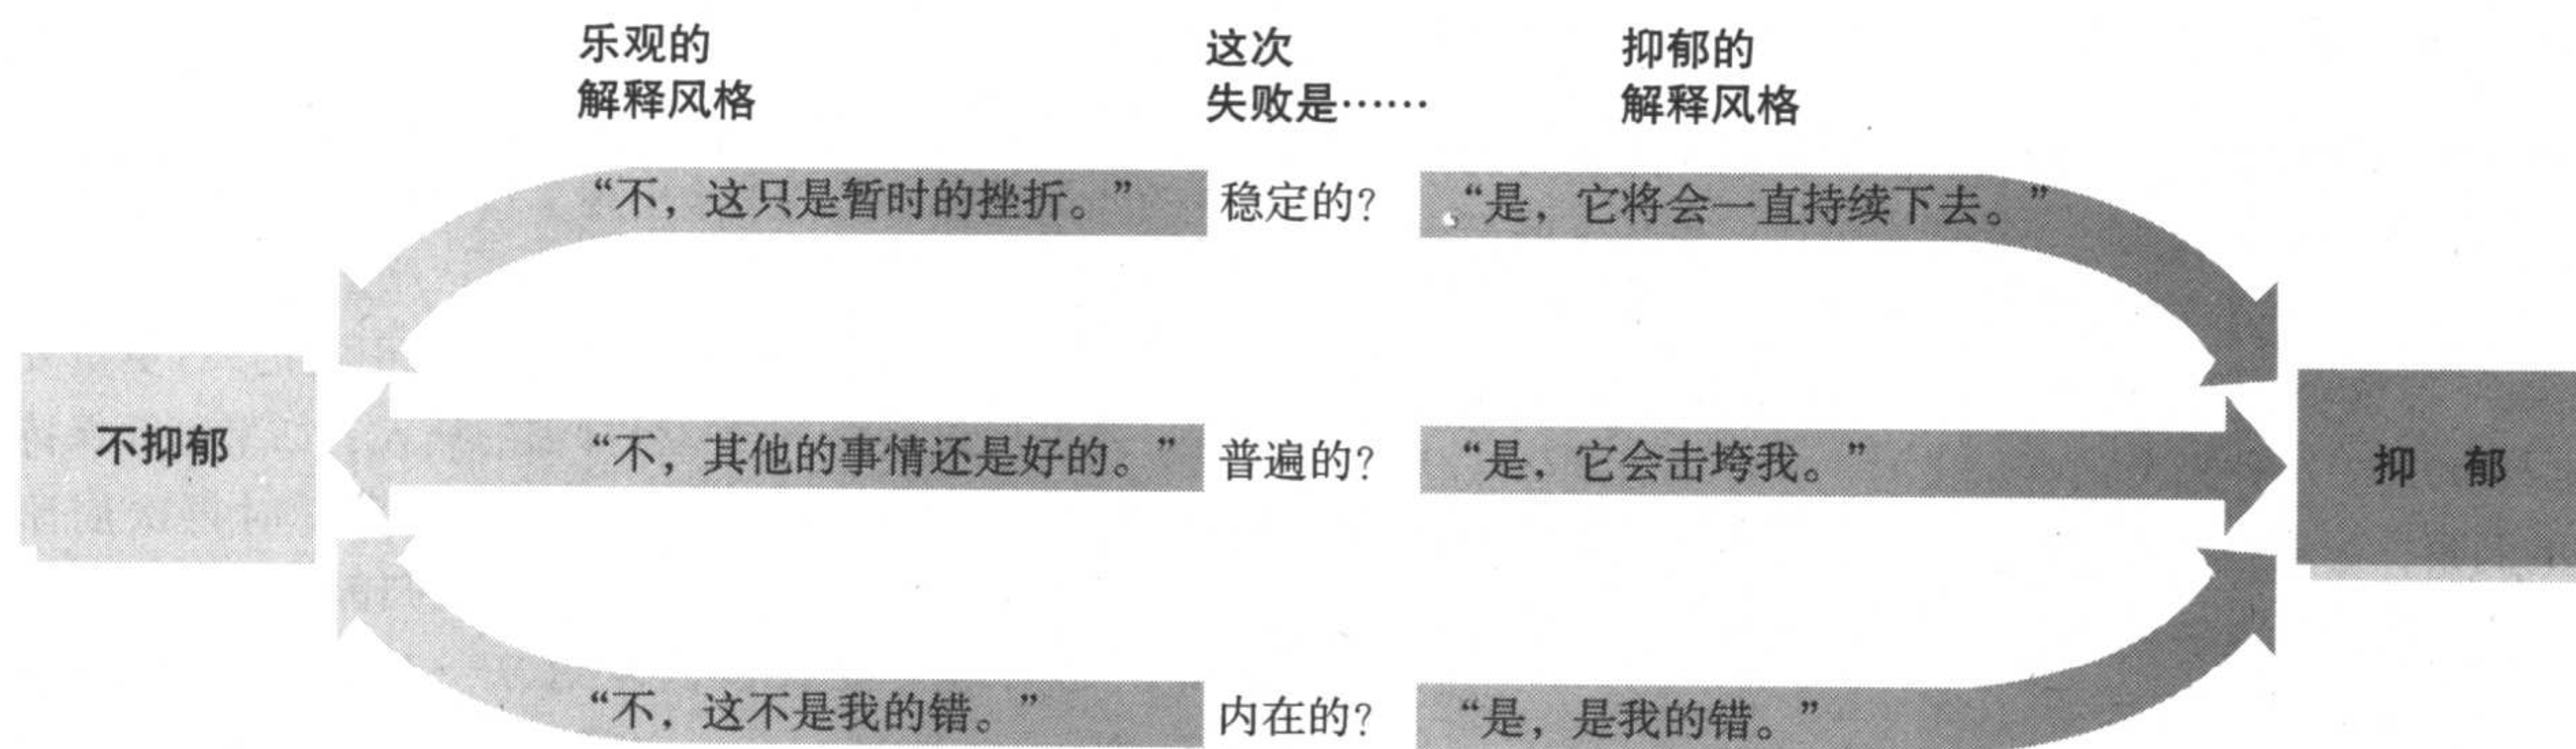 乐观的
解释风格
这次
失败是……
抑郁的
解释风格
“不，这只是暂时的挫折。”
稳定的？
“是，它将会一直持续下去。”
不抑郁
“不，其他的事情还是好的。”
普遍的？
“是，它会击垮我。”
抑 郁
“不，这不是我的错。”
内在的？
“是，是我的错。”